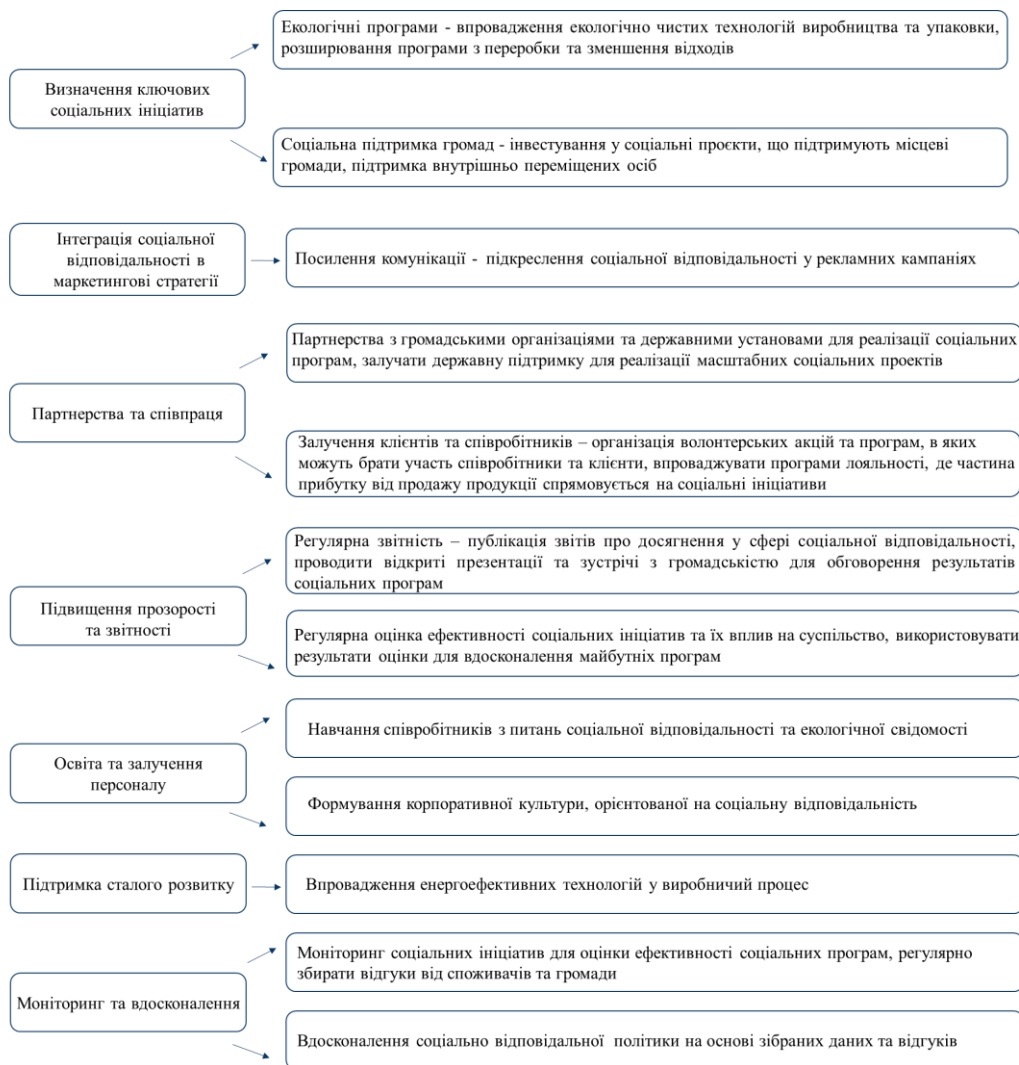 Екологічні програми - впровадження екологічно чистих технологій виробництва та упаковки,
розширювання програми з переробки та зменшення відходів
Визначення ключових
соціальних ініціатив
Соціальна підтримка громад - інвестування у соціальні проєкти, що підтримують місцеві
громади, підтримка внутрішньо переміщених осіб
Інтеграція соціальної
відповідальності в
маркетингові стратегії
Посилення комунікації - підкреслення соціальної відповідальності у рекламних кампаніях
Партнерства з громадськими організаціями та державними установами для реалізації соціальних
програм, залучати державну підтримку для реалізації масштабних соціальних проектів
Партнерства та співпраця
Залучення клієнтів та співробітників – організація волонтерських акцій та програм, в яких
можуть брати участь співробітники та клієнти, впроваджувати програми лояльності, де частина
прибутку від продажу продукції спрямовується на соціальні ініціативи
Регулярна звітність – публікація звітів про досягнення у сфері соціальної відповідальності,
проводити відкриті презентації та зустрічі з громадськістю для обговорення результатів
соціальних програм
Підвищення прозорості
та звітності
Регулярна оцінка ефективності соціальних ініціатив та їх вплив на суспільство, використовувати
результати оцінки для вдосконалення майбутніх програм
Навчання співробітників з питань соціальної відповідальності та екологічної свідомості
Освіта та залучення
персоналу
Формування корпоративної культури, орієнтованої на соціальну відповідальність
Підтримка сталого розвитку
Впровадження енергоефективних технологій у виробничий процес
Моніторинг соціальних ініціатив для оцінки ефективності соціальних програм, регулярно
збирати відгуки від споживачів та громади
Моніторинг та вдосконалення
Вдосконалення соціально відповідальної політики на основі зібраних даних та відгуків